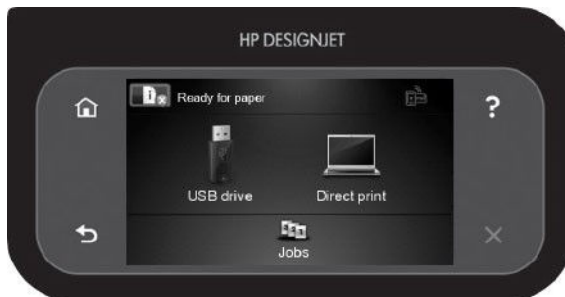 HP DESIGNJET
Ready for paper
?
USB drive
Direct print
Jobs